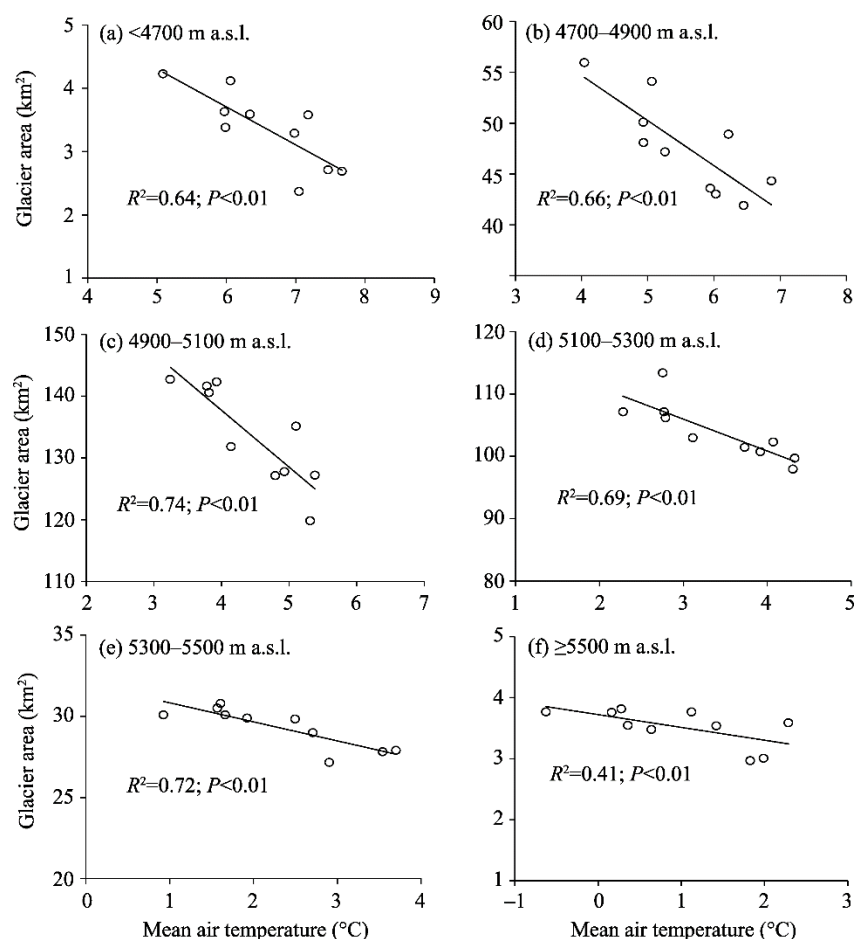 (a) <4700 m a.s.l.
5
4
3
2
1
Glacier area (km²)
R²=0.64; P<0.01
4 5 6 7 8 9
(b) 4700–4900 m a.s.l.
60
55
50
45
40
R²=0.66; P<0.01
3 4 5 6 7 8
(c) 4900–5100 m a.s.l.
150
140
130
120
110
Glacier area (km²)
R²=0.74; P<0.01
2 3 4 5 6 7
(d) 5100–5300 m a.s.l.
120
110
100
90
80
R²=0.69; P<0.01
1 2 3 4 5
(e) 5300–5500 m a.s.l.
35
30
25
20
Glacier area (km²)
R²=0.72; P<0.01
0 1 2 3 4
Mean air temperature (°C)
(f) ≥5500 m a.s.l.
5
4
3
2
1
R²=0.41; P<0.01
−1 0 1 2 3
Mean air temperature (°C)